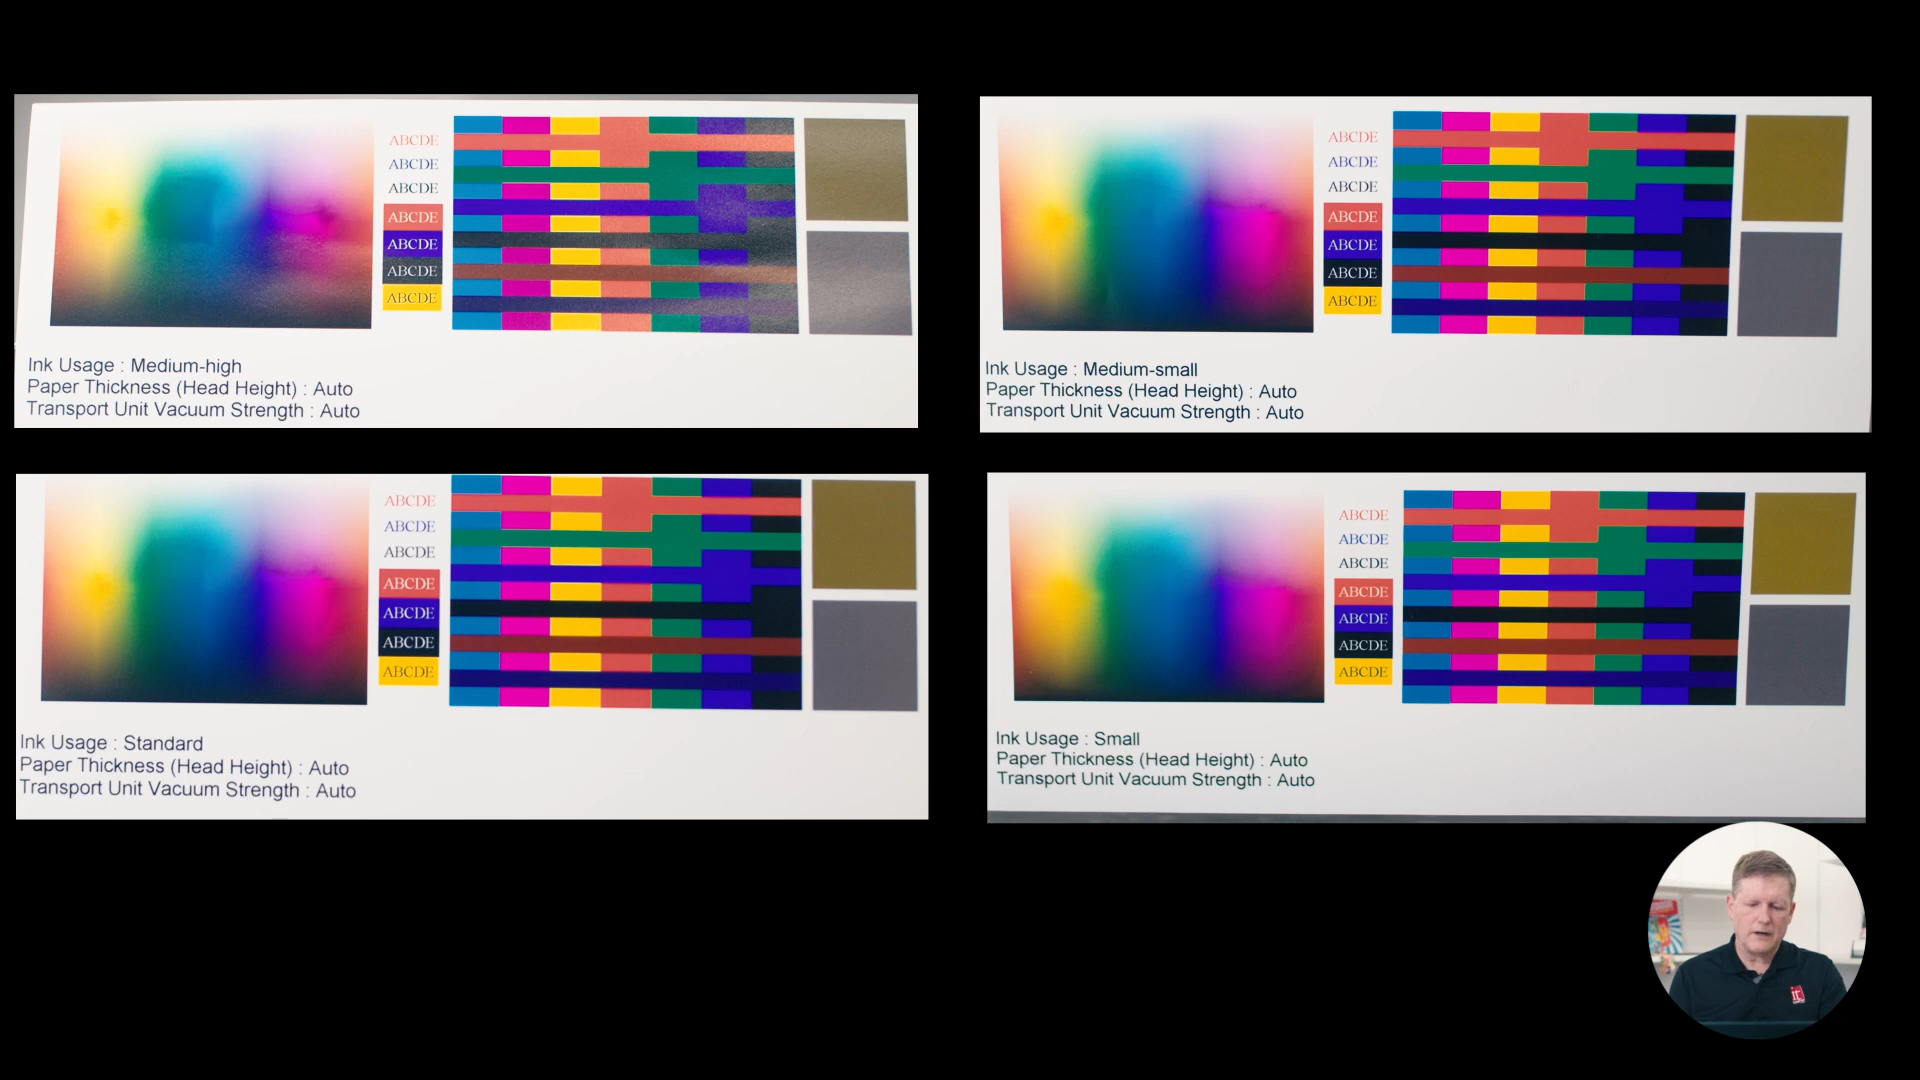 ABCDE
ABCDE
ABCDE
ABCDE
ABCDE
ABCDE
ABCDE
Ink Usage : Medium-high
Paper Thickness (Head Height) : Auto
Transport Unit Vacuum Strength : Auto
ABCDE
ABCDE
ABCDE
ABCDE
ABCDE
ABCDE
ABCDE
Ink Usage : Medium-small
Paper Thickness (Head Height) : Auto
Transport Unit Vacuum Strength : Auto
ABCDE
ABCDE
ABCDE
ABCDE
ABCDE
ABCDE
ABCDE
Ink Usage : Standard
Paper Thickness (Head Height) : Auto
Transport Unit Vacuum Strength : Auto
ABCDE
ABCDE
ABCDE
ABCDE
ABCDE
ABCDE
ABCDE
Ink Usage : Small
Paper Thickness (Head Height) : Auto
Transport Unit Vacuum Strength : Auto
it